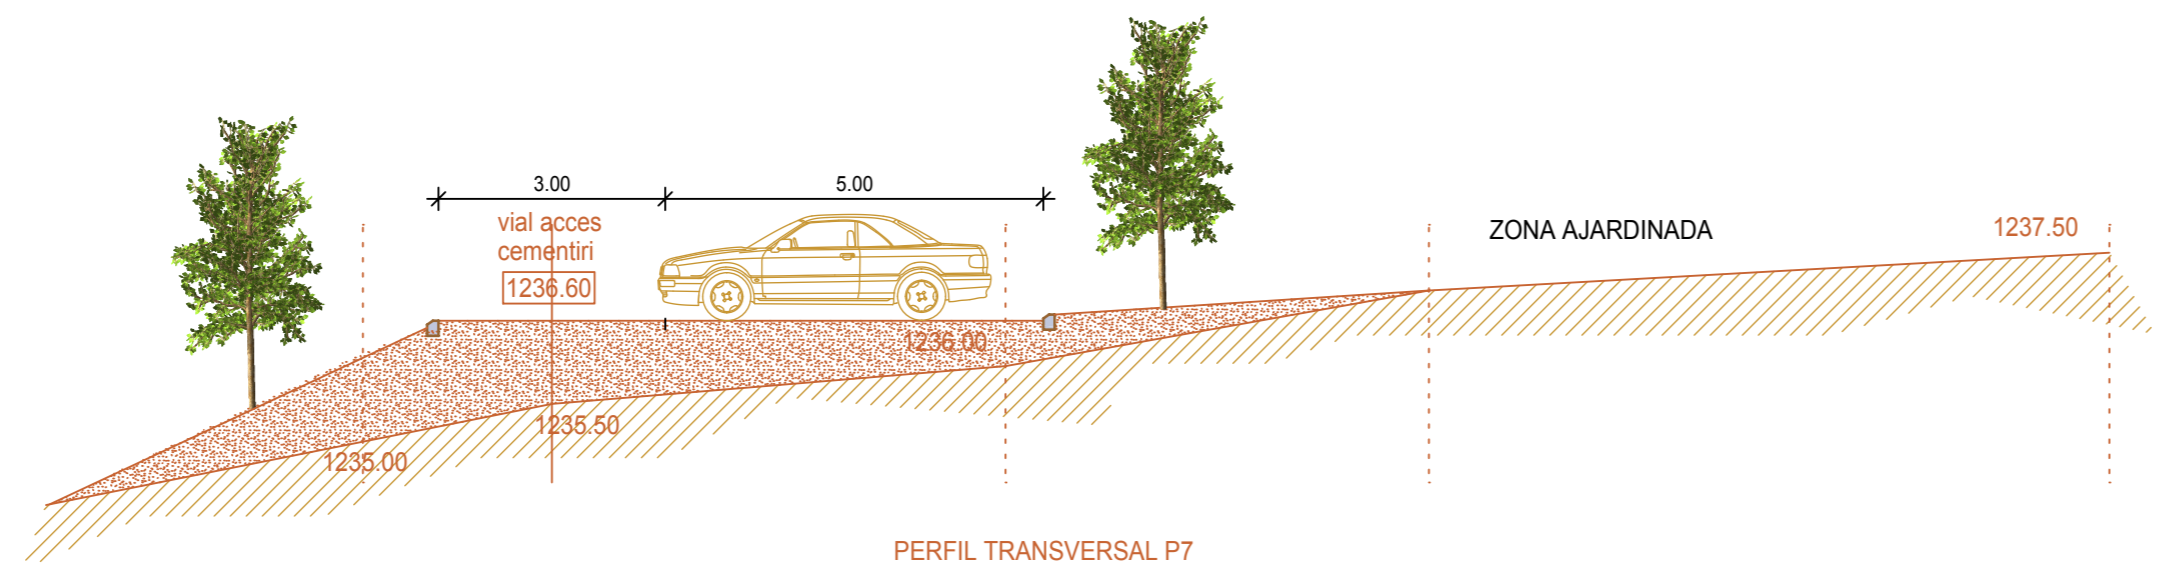 3.00
5.00
vial acces
cementiri
1236.60
ZONA AJARDINADA
1237.50
1236.00
1235.50
1235.00
PERFIL TRANSVERSAL P7